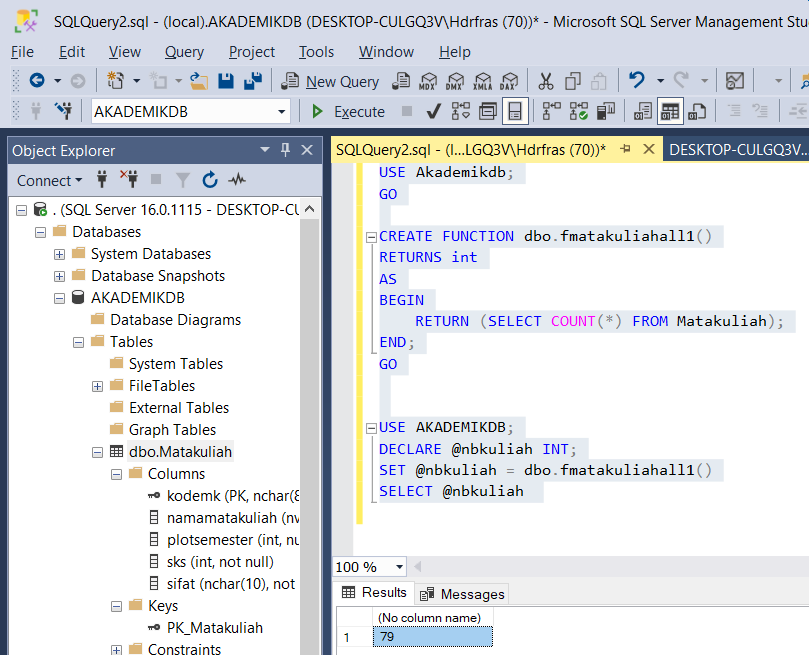 SQLQuery2.sql - (local).AKADEMIKDB (DESKTOP-CULGQ3V\Hdrfras (70))* - Microsoft SQL Server Management Stu
File Edit View Query Project Tools Window Help
New Query MDX DMX XMLA DAX
AKADEMIKDB Execute
Object Explorer
Connect
. (SQL Server 16.0.1115 - DESKTOP-CU
Databases
System Databases
Database Snapshots
AKADEMIKDB
Database Diagrams
Tables
System Tables
FileTables
External Tables
Graph Tables
dbo.Matakuliah
Columns
kodemk (PK, nchar(8
namamatakuliah (nv
plotsemester (int, nu
sks (int, not null)
sifat (nchar(10), not
Keys
PK_Matakuliah
Constraints
SQLQuery2.sql - (l...LGQ3V\Hdrfras (70))* DESKTOP-CULGQ3V..
USE Akademikdb;
GO
CREATE FUNCTION dbo.fmatakuliahall1()
RETURNS int
AS
BEGIN
RETURN (SELECT COUNT(*) FROM Matakuliah);
END;
GO
USE AKADEMIKDB;
DECLARE @nbkuliah INT;
SET @nbkuliah = dbo.fmatakuliahall1()
SELECT @nbkuliah
100 %
Results Messages
(No column name)
1 79